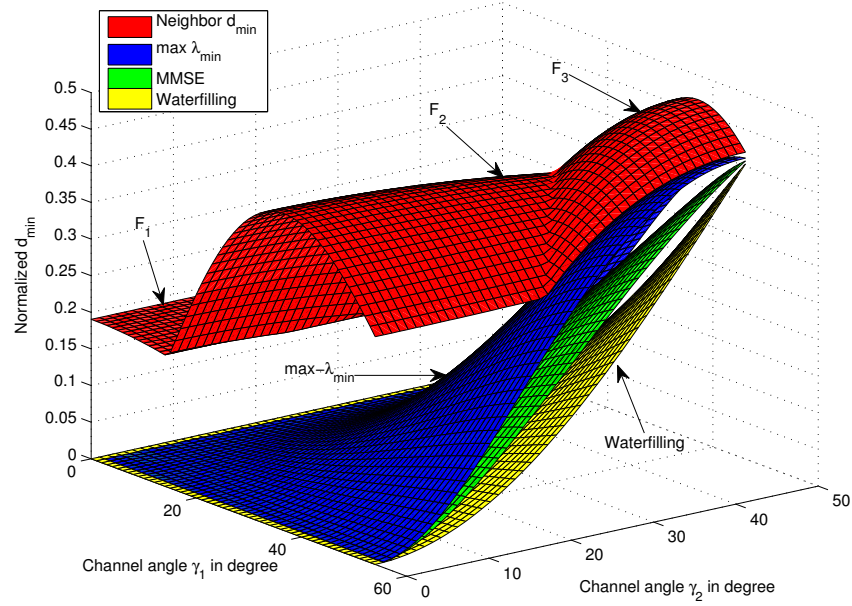 Neighbor d_min
max λ_min
MMSE
Waterfilling
F_1
F_2
F_3
max−λ_min
Waterfilling
Normalized d_min
0.5
0.45
0.4
0.35
0.3
0.25
0.2
0.15
0.1
0.05
0
0
20
40
60
Channel angle γ_1 in degree
0
10
20
30
40
50
Channel angle γ_2 in degree